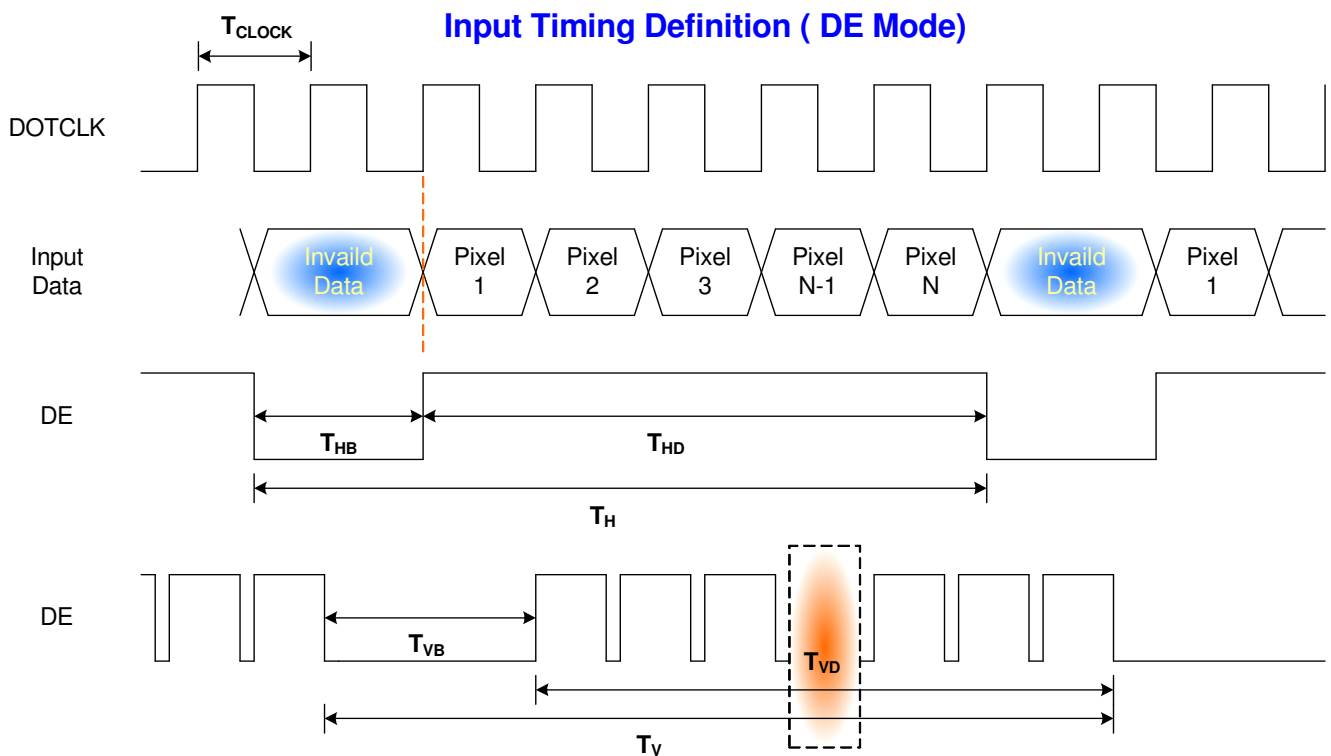 Input Timing Definition ( DE Mode)
TCLOCK
DOTCLK
Input
Data
Invaild
Data
Pixel
1
Pixel
2
Pixel
3
Pixel
N-1
Pixel
N
Invaild
Data
Pixel
1
DE
THB
THD
TH
DE
TVB
TVD
TV